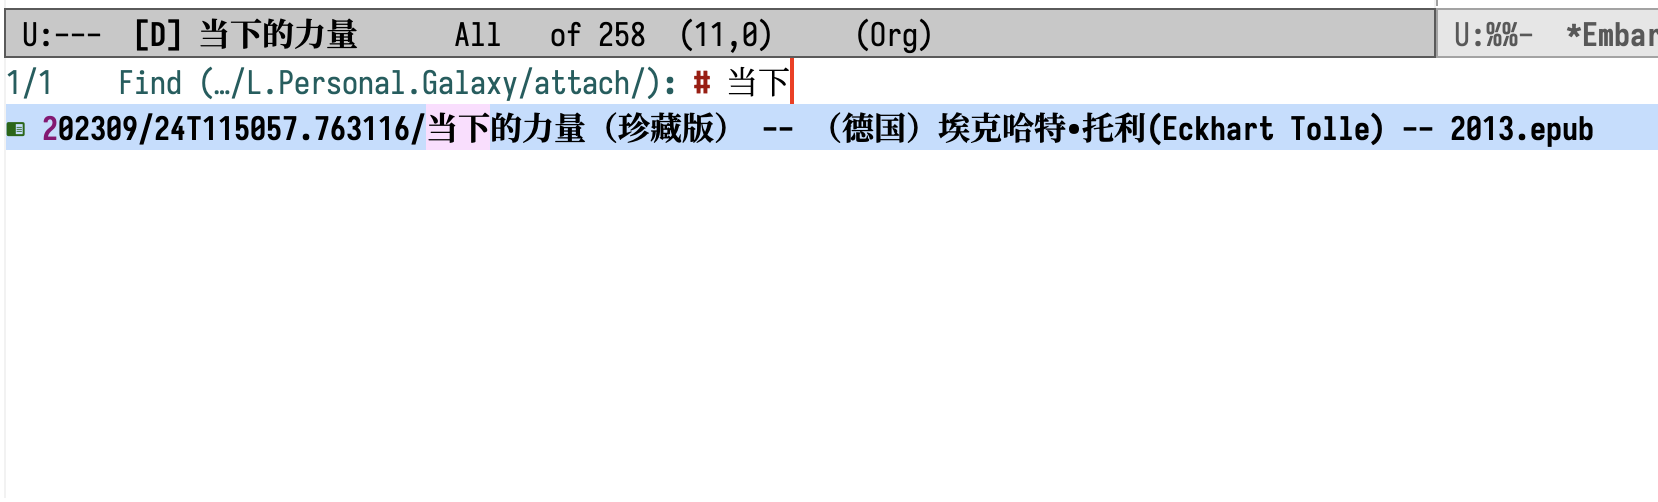 U:--- [D] 当下的力量 All of 258 (11,0) (Org) U:%%- *Embar
1/1 Find (…/L.Personal.Galaxy/attach/): # 当下
202309/24T115057.763116/当下的力量（珍藏版） -- （德国）埃克哈特•托利(Eckhart Tolle) -- 2013.epub